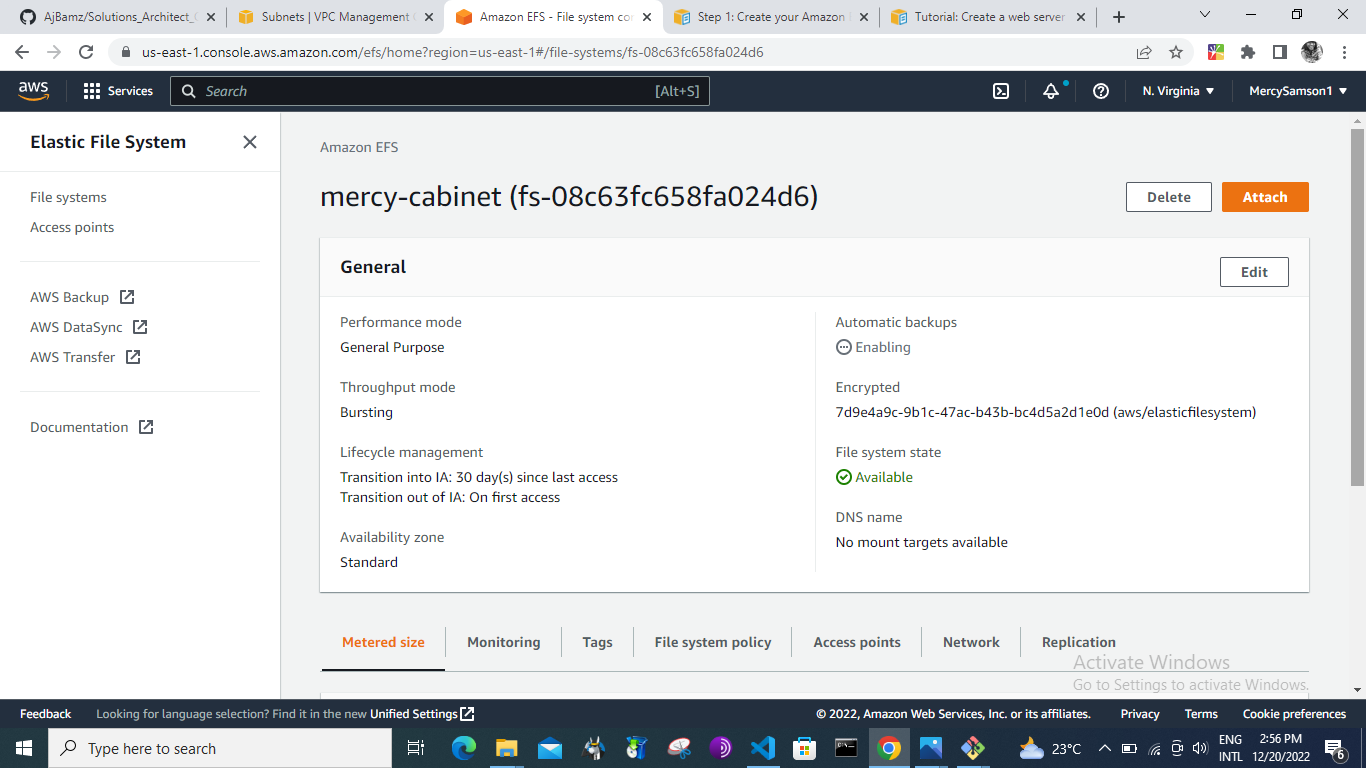 AjBamz/Solutions_Architect_
Subnets | VPC Management
Amazon EFS - File system co
Step 1: Create your Amazon
Tutorial: Create a web server
us-east-1.console.aws.amazon.com/efs/home?region=us-east-1#/file-systems/fs-08c63fc658fa024d6
aws
Services
Search
[Alt+S]
N. Virginia
MercySamson1
Elastic File System
File systems
Access points
AWS Backup
AWS DataSync
AWS Transfer
Documentation
Amazon EFS
mercy-cabinet (fs-08c63fc658fa024d6)
Delete
Attach
General
Edit
Performance mode
General Purpose
Throughput mode
Bursting
Lifecycle management
Transition into IA: 30 day(s) since last access
Transition out of IA: On first access
Availability zone
Standard
Automatic backups
Enabling
Encrypted
7d9e4a9c-9b1c-47ac-b43b-bc4d5a2d1e0d (aws/elasticfilesystem)
File system state
Available
DNS name
No mount targets available
Metered size
Monitoring
Tags
File system policy
Access points
Network
Replication
Activate Windows
Go to Settings to activate Windows.
Feedback
Looking for language selection? Find it in the new Unified Settings
© 2022, Amazon Web Services, Inc. or its affiliates.
Privacy
Terms
Cookie preferences
Type here to search
23°C
ENG
INTL
2:56 PM
12/20/2022
6